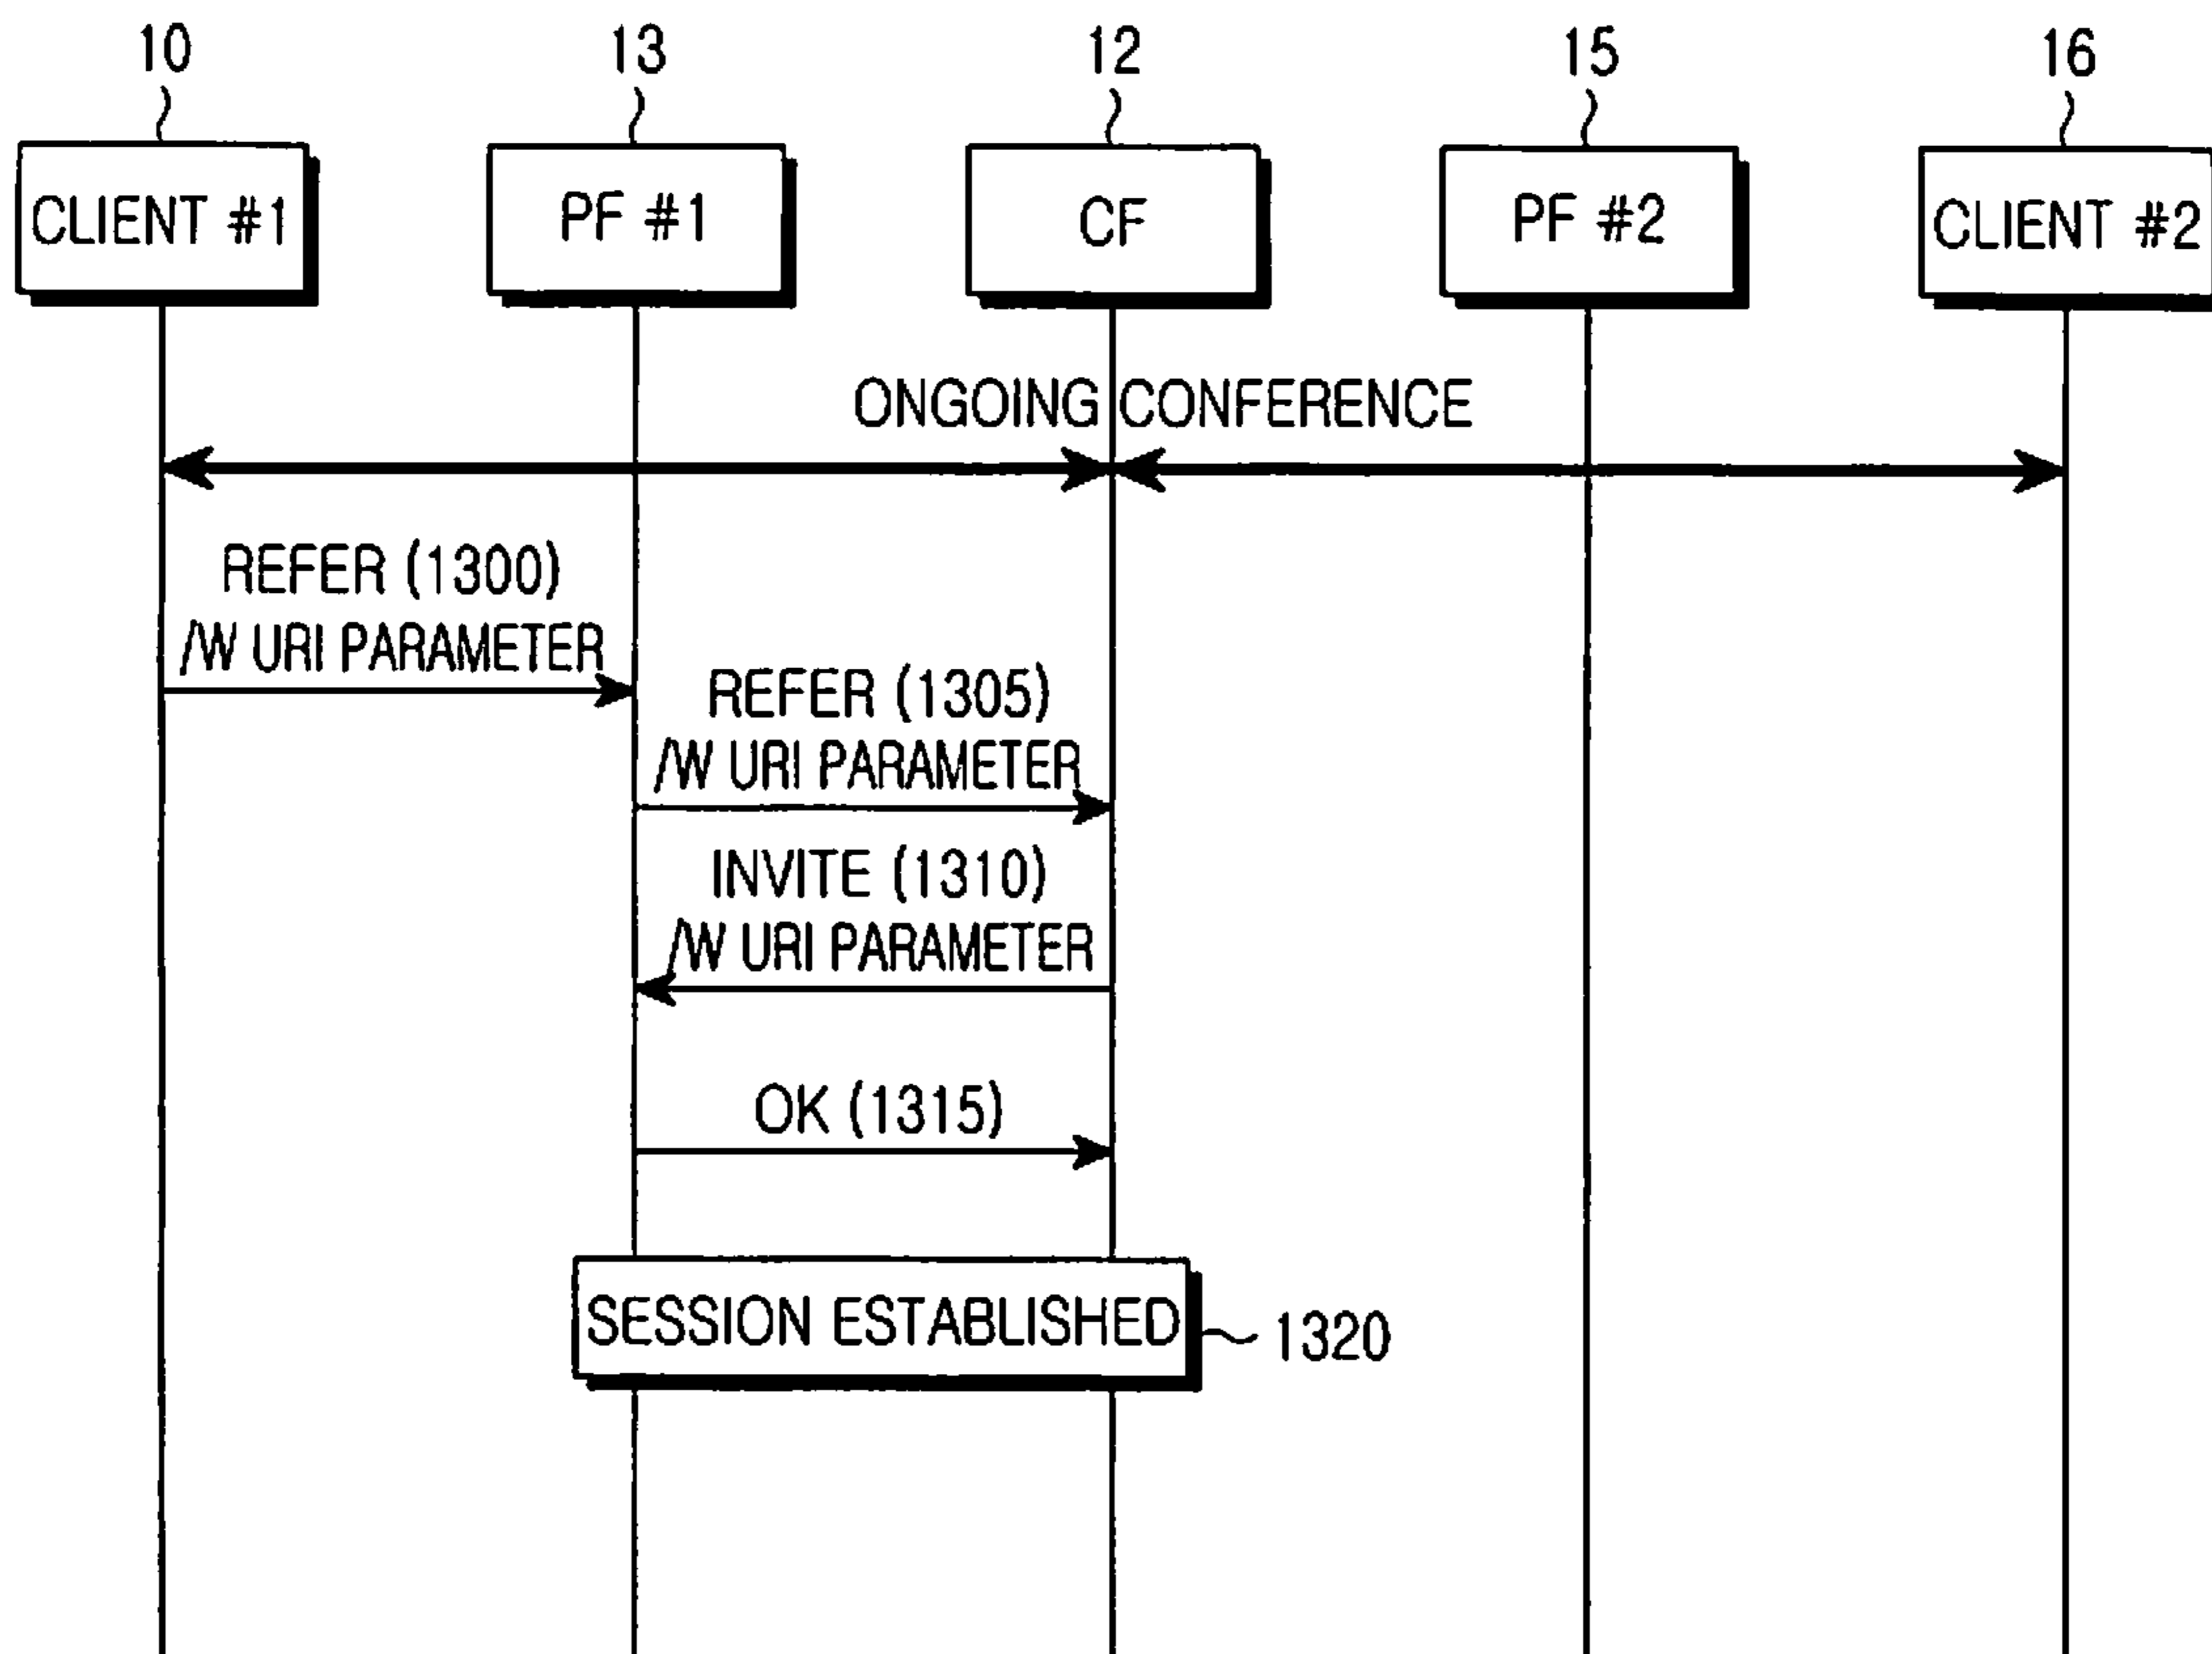 10 13 12 15 16
CLIENT #1 PF #1 CF PF #2 CLIENT #2
ONGOING CONFERENCE
REFER (1300)
/W URI PARAMETER
REFER (1305)
/W URI PARAMETER
INVITE (1310)
/W URI PARAMETER
OK (1315)
SESSION ESTABLISHED 1320